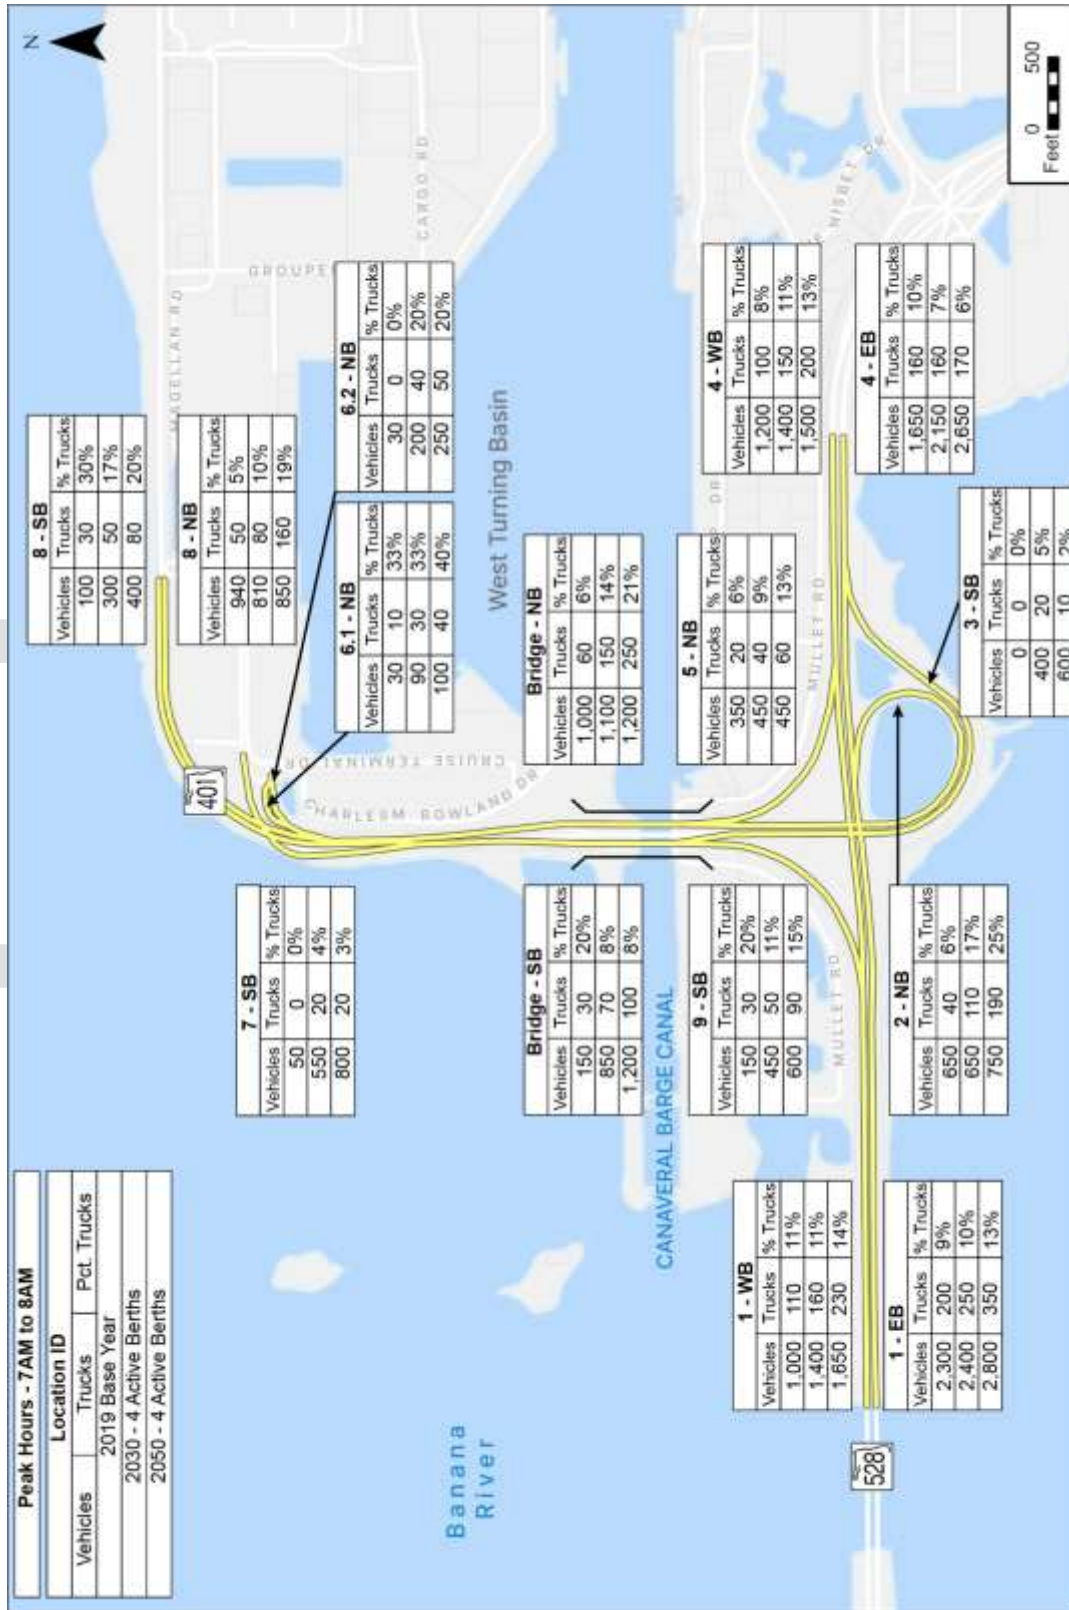 Peak Hours - 7AM to 8AM
Location ID
Vehicles Trucks Pct. Trucks
2019 Base Year
2030 - 4 Active Berths
2050 - 4 Active Berths
N
8 - SB
Vehicles Trucks % Trucks
100 30 30%
300 50 17%
400 80 20%
MAGELLAN RD
8 - NB
Vehicles Trucks % Trucks
940 50 5%
810 80 10%
850 160 19%
401
7 - SB
Vehicles Trucks % Trucks
50 0 0%
550 20 4%
800 20 3%
GROUPE
CARGO RD
6.2 - NB
Vehicles Trucks % Trucks
30 0 0%
200 40 20%
250 50 20%
6.1 - NB
Vehicles Trucks % Trucks
30 10 33%
90 30 33%
100 40 40%
CRUISE TERMINAL DR
CHARLES M ROWLAND DR
West Turning Basin
Banana
River
Bridge - SB
Vehicles Trucks % Trucks
150 30 20%
850 70 8%
1,200 100 8%
Bridge - NB
Vehicles Trucks % Trucks
1,000 60 6%
1,100 150 14%
1,200 250 21%
CANAVERAL BARGE CANAL
9 - SB
Vehicles Trucks % Trucks
150 30 20%
450 50 11%
600 90 15%
5 - NB
Vehicles Trucks % Trucks
350 20 6%
450 40 9%
450 60 13%
DR
4 - WB
Vehicles Trucks % Trucks
1,200 100 8%
1,400 150 11%
1,500 200 13%
MULLET RD
MULLET RD
NISBET DR
1 - WB
Vehicles Trucks % Trucks
1,000 110 11%
1,400 160 11%
1,650 230 14%
528
1 - EB
Vehicles Trucks % Trucks
2,300 200 9%
2,400 250 10%
2,800 350 13%
2 - NB
Vehicles Trucks % Trucks
650 40 6%
650 110 17%
750 190 25%
4 - EB
Vehicles Trucks % Trucks
1,650 160 10%
2,150 160 7%
2,650 170 6%
3 - SB
Vehicles Trucks % Trucks
0 0 0%
400 20 5%
600 10 2%
0 500
Feet